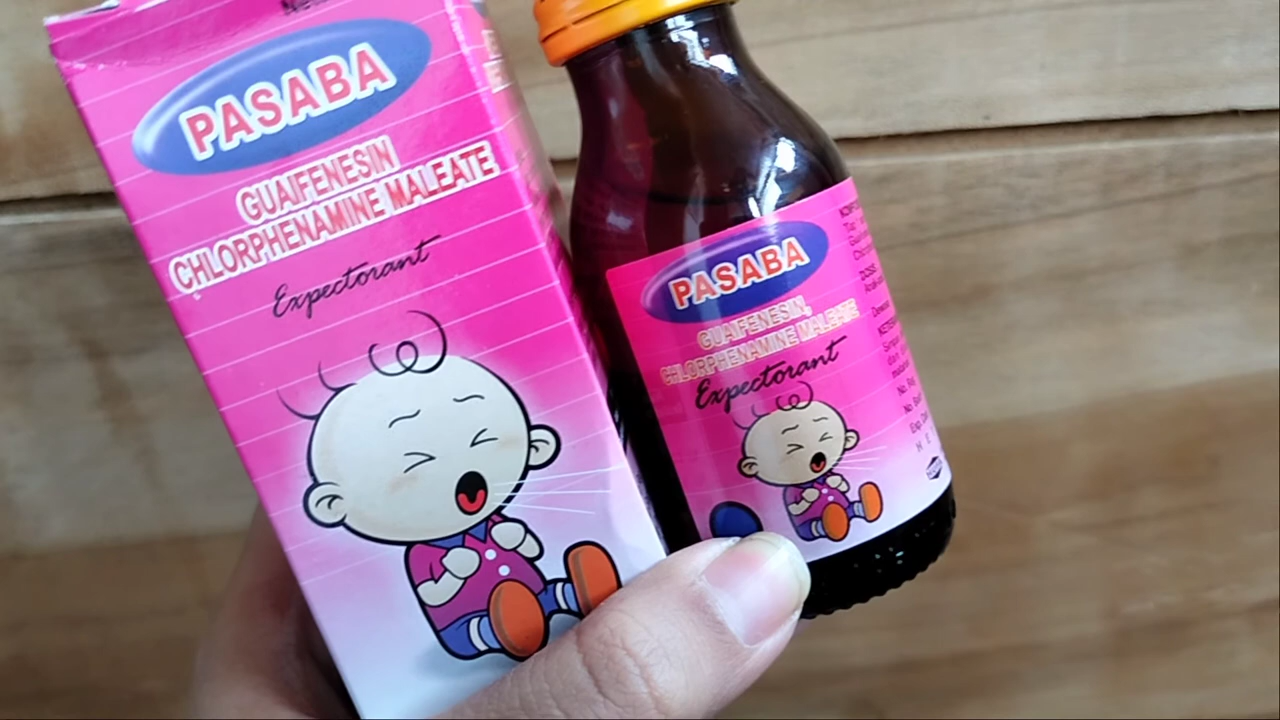 PASABA
GUAIFENESIN
CHLORPHENAMINE MALEATE
Expectorant
PASABA
GUAIFENESIN,
CHLORPHENAMINE MALEATE
Expectorant